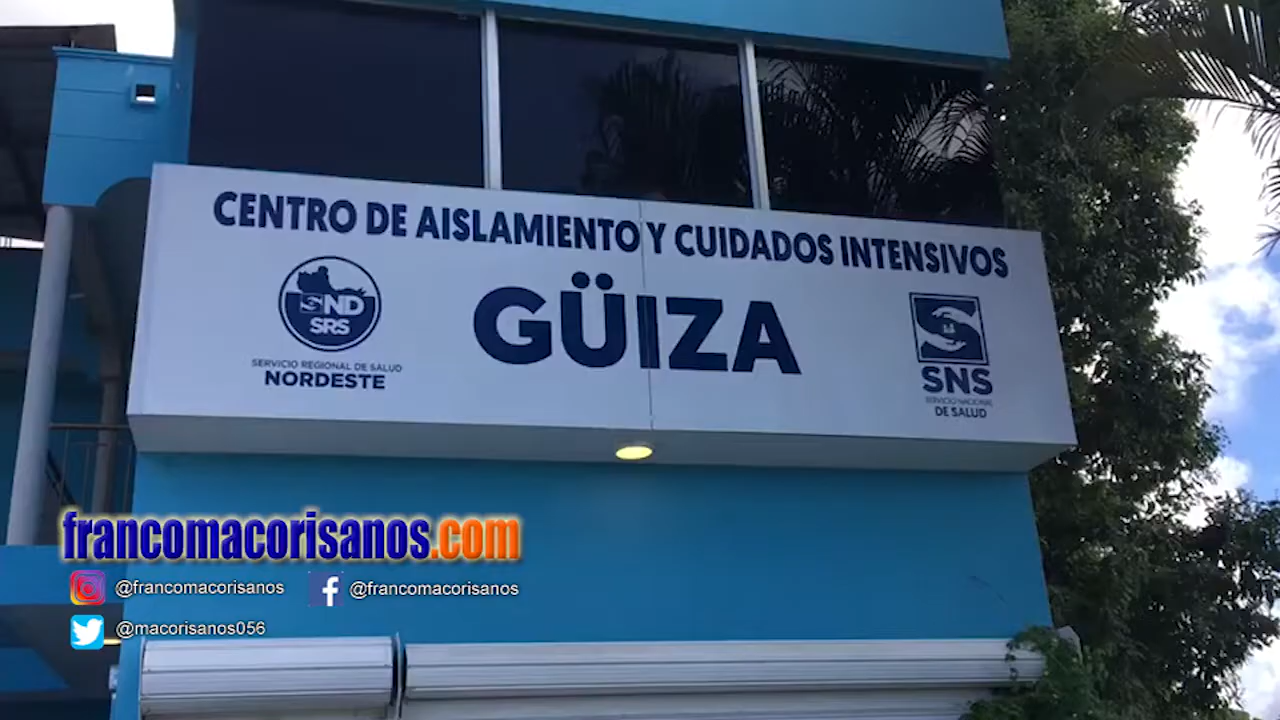 CENTRO DE AISLAMIENTO Y CUIDADOS INTENSIVOS
GÜIZA
SND
SRS
SERVICIO REGIONAL DE SALUD
NORDESTE
S
SNS
SERVICIO NACIONAL
DE SALUD
francomacorisanos.com
@francomacorisanos
f @francomacorisanos
@macorisanos056